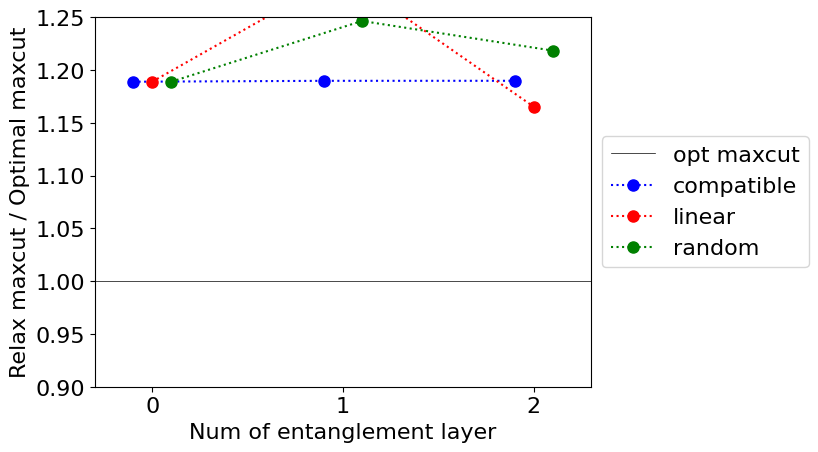 Relax maxcut / Optimal maxcut
1.25
1.20
1.15
1.10
1.05
1.00
0.95
0.90
0
1
2
Num of entanglement layer
opt maxcut
compatible
linear
random